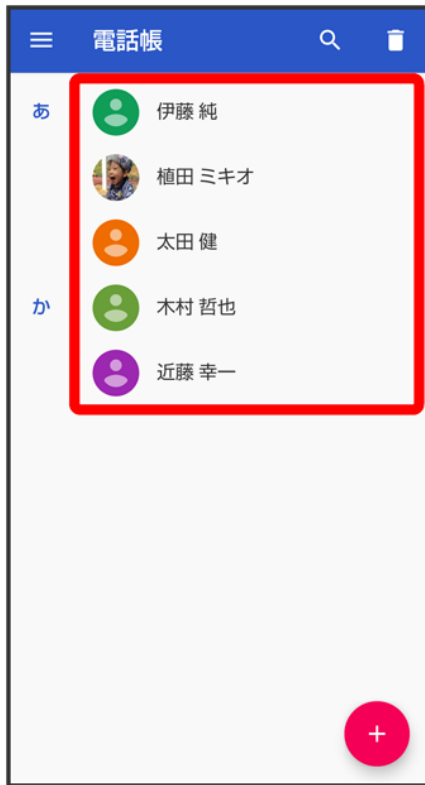 電話帳
あ
伊藤 純
植田 ミキオ
太田 健
か
木村 哲也
近藤 幸一